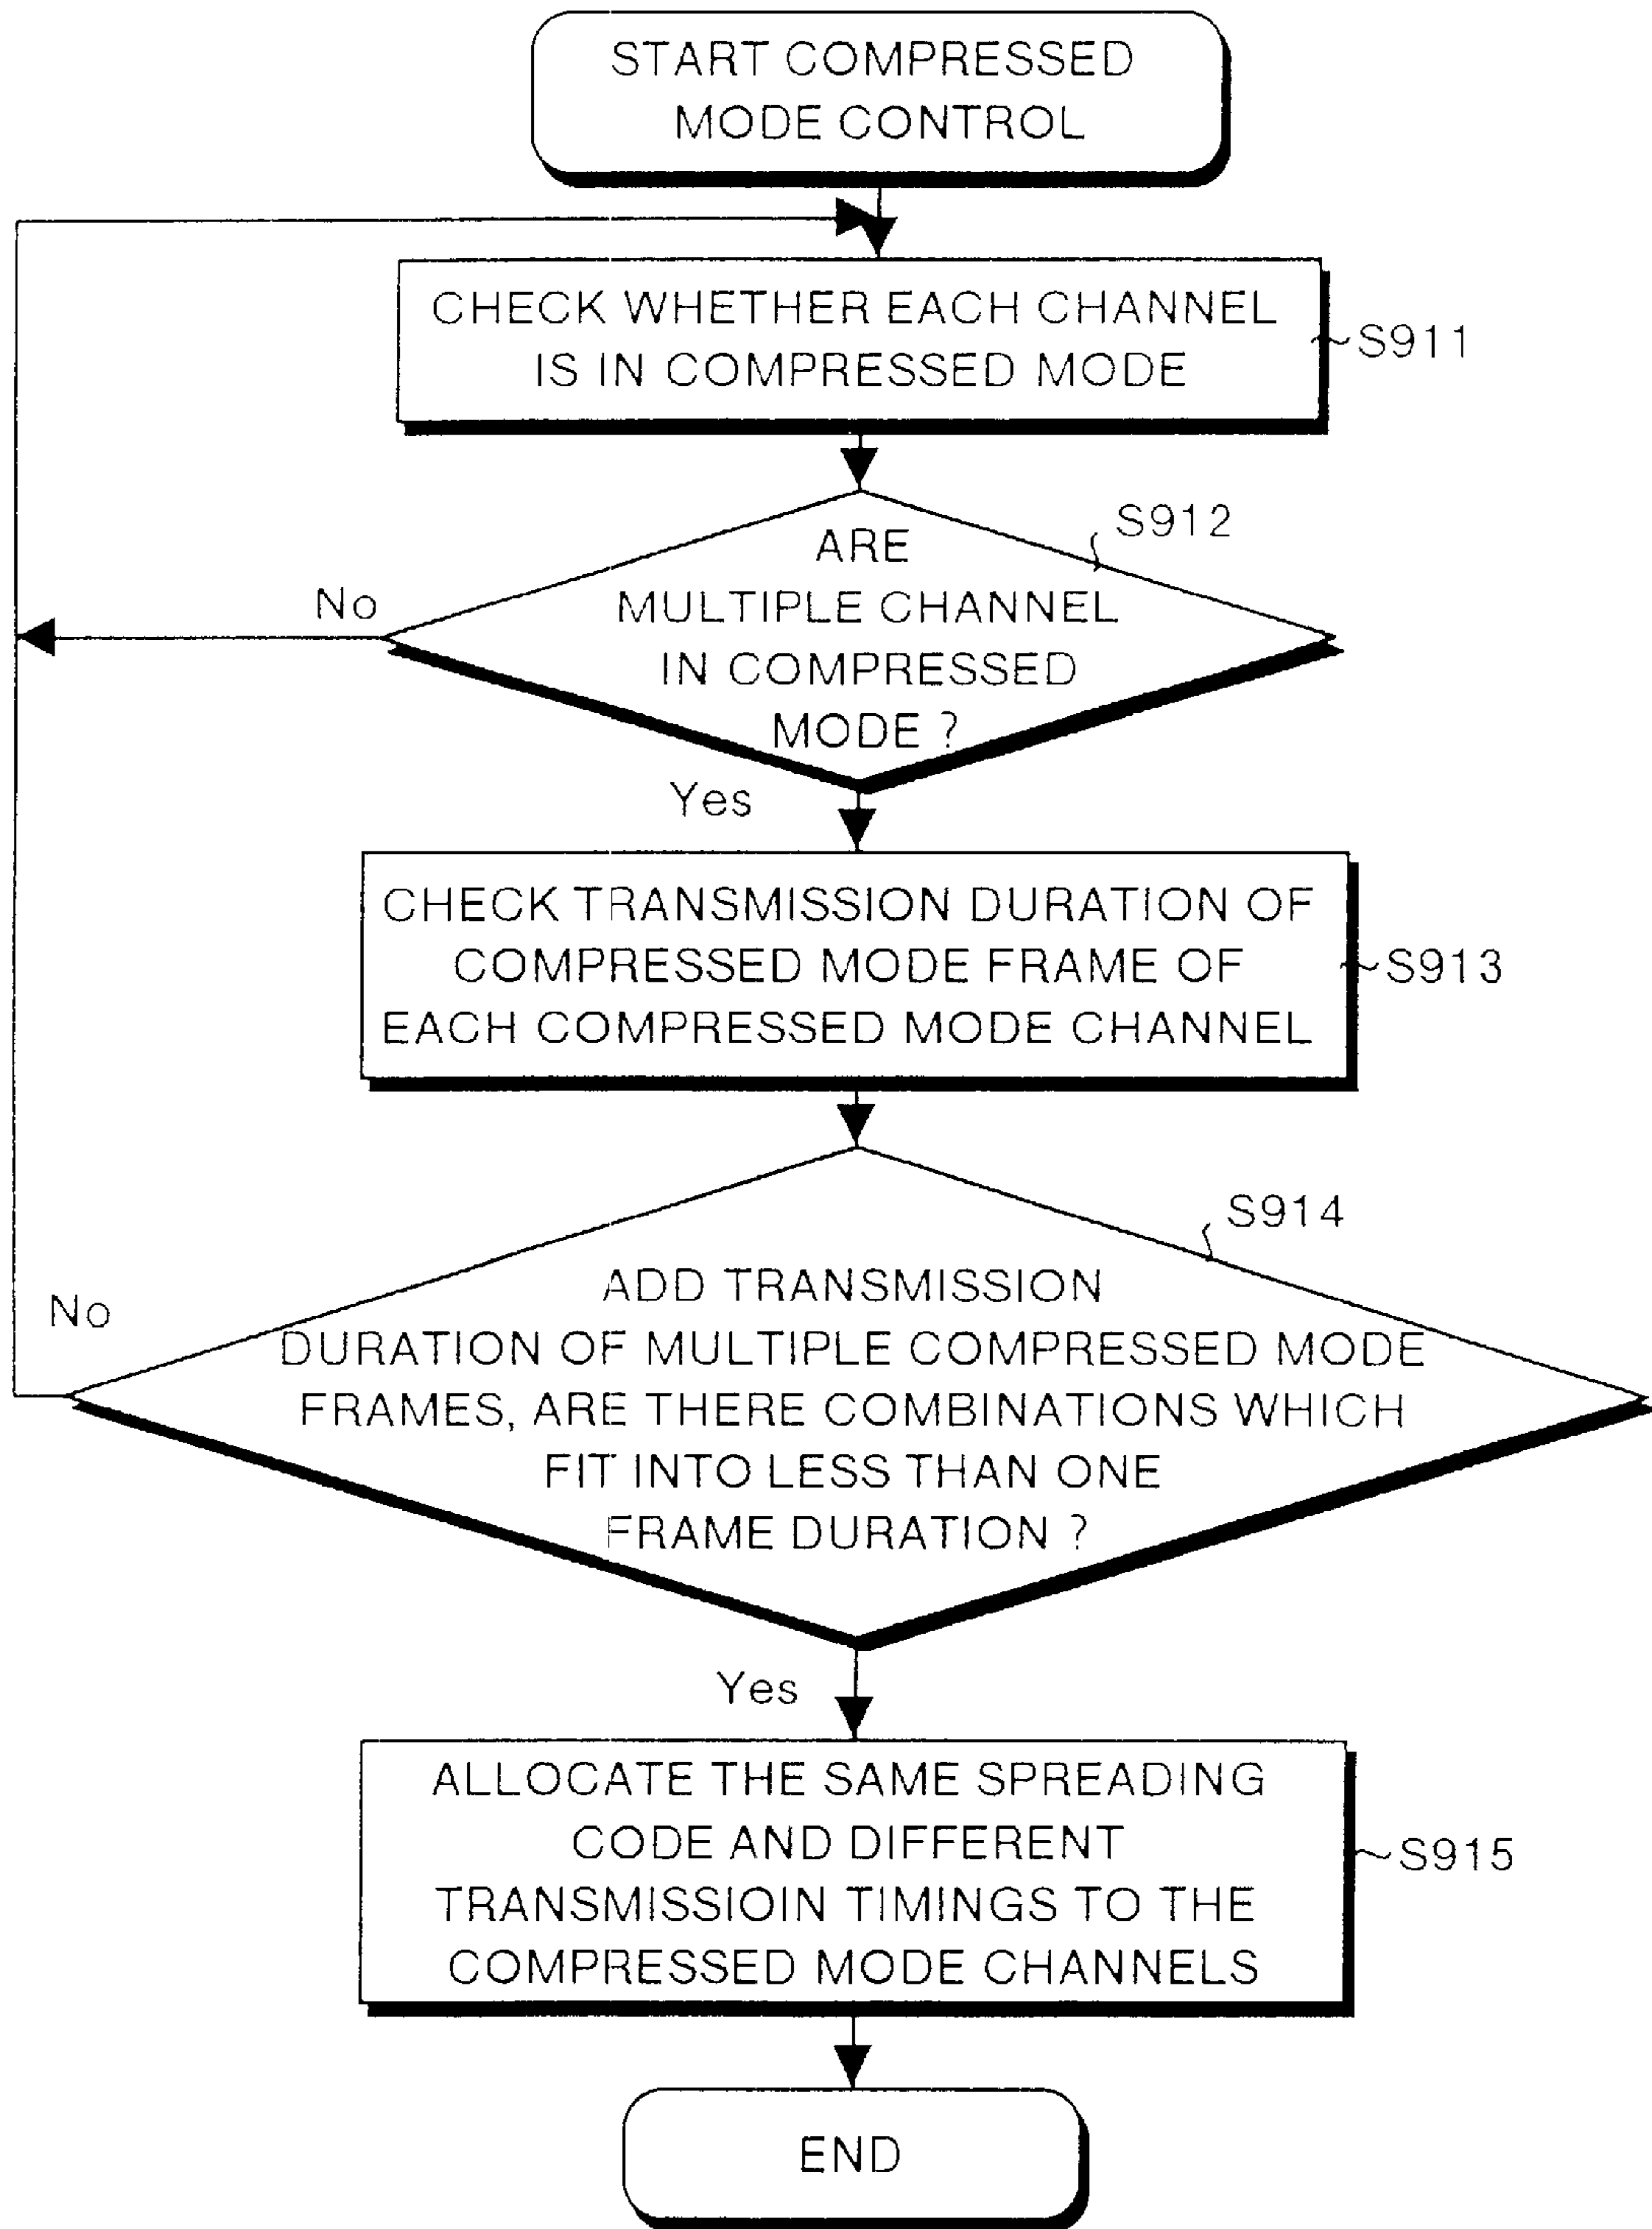 START COMPRESSED
MODE CONTROL
CHECK WHETHER EACH CHANNEL
IS IN COMPRESSED MODE
S911
S912
ARE
MULTIPLE CHANNEL
IN COMPRESSED
MODE ?
No
Yes
CHECK TRANSMISSION DURATION OF
COMPRESSED MODE FRAME OF
EACH COMPRESSED MODE CHANNEL
S913
S914
ADD TRANSMISSION
DURATION OF MULTIPLE COMPRESSED MODE
FRAMES, ARE THERE COMBINATIONS WHICH
FIT INTO LESS THAN ONE
FRAME DURATION ?
No
Yes
ALLOCATE THE SAME SPREADING
CODE AND DIFFERENT
TRANSMISSIOIN TIMINGS TO THE
COMPRESSED MODE CHANNELS
S915
END